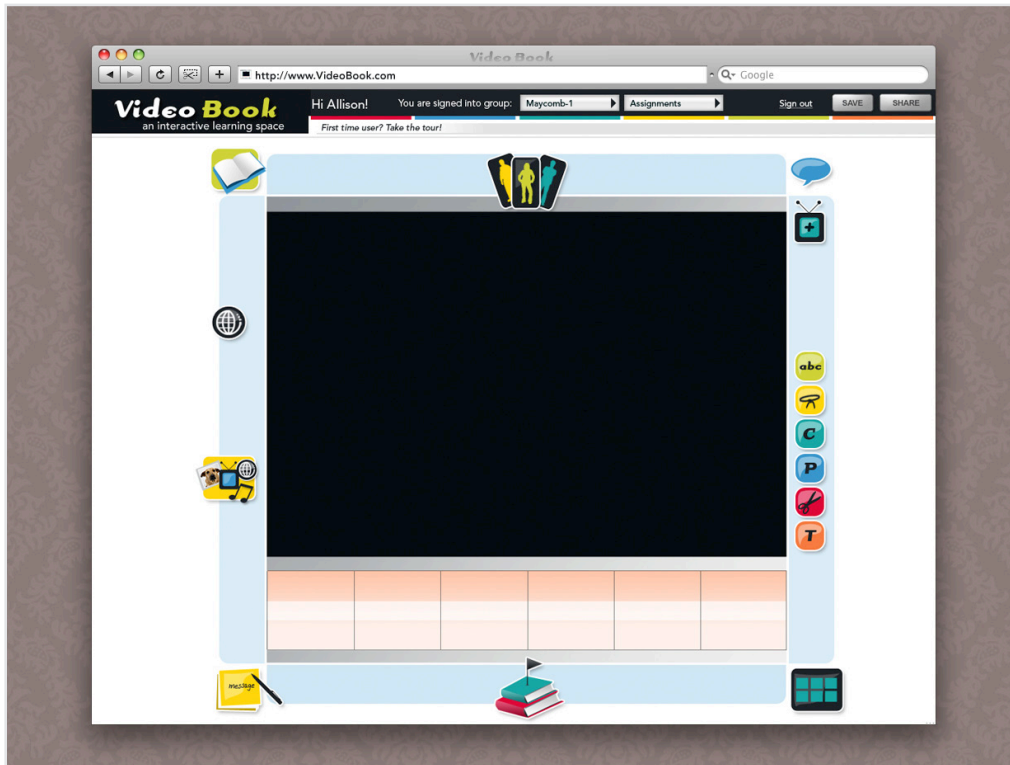 Video Book
http://www.VideoBook.com
Google
Video Book
an interactive learning space
Hi Allison!
You are signed into group:
Maycomb-1
Assignments
Sign out
SAVE
SHARE
First time user? Take the tour!
abc
C
P
T
message